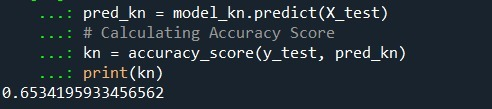 ...: pred_kn = model_kn.predict(X_test)
...: # Calculating Accuracy Score
...: kn = accuracy_score(y_test, pred_kn)
...: print(kn)
0.6534195933456562